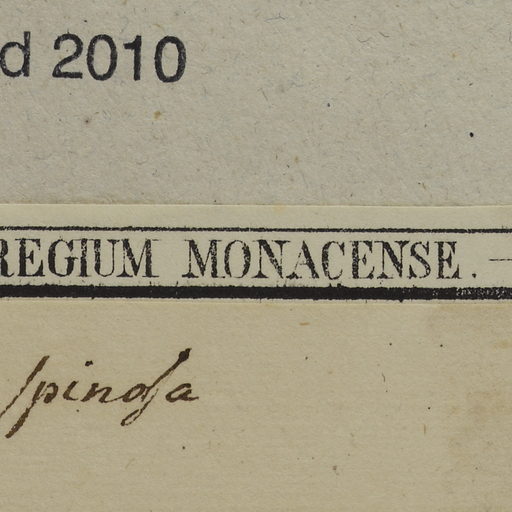 d 2010
REGIUM MONACENSE. —
spinosa